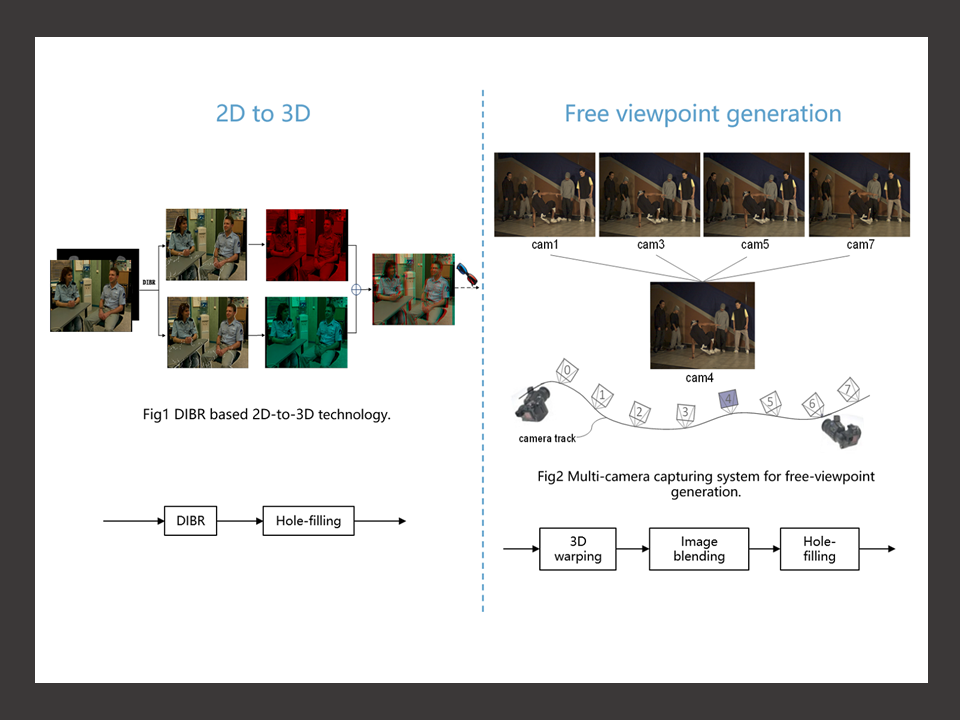 2D to 3D
DIBR
Fig1 DIBR based 2D-to-3D technology.
DIBR
Hole-filling
Free viewpoint generation
cam1
cam3
cam5
cam7
cam4
0
1
2
3
4
5
6
7
camera track
Fig2 Multi-camera capturing system for free-viewpoint
generation.
3D
warping
Image
blending
Hole-
filling